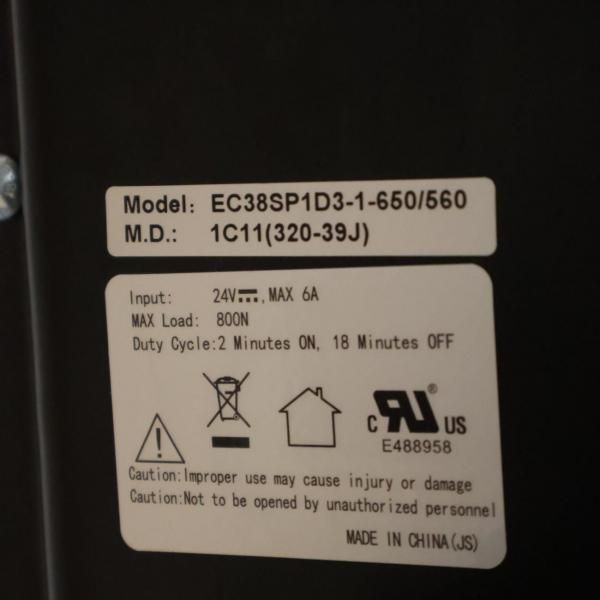 Model: EC38SP1D3-1-650/560
M.D.: 1C11(320-39J)
Input: 24V⎓, MAX 6A
MAX Load: 800N
Duty Cycle:2 Minutes ON, 18 Minutes OFF
c RU ® US
E488958
Caution:Improper use may cause injury or damage
Caution:Not to be opened by unauthorized personnel
MADE IN CHINA(JS)